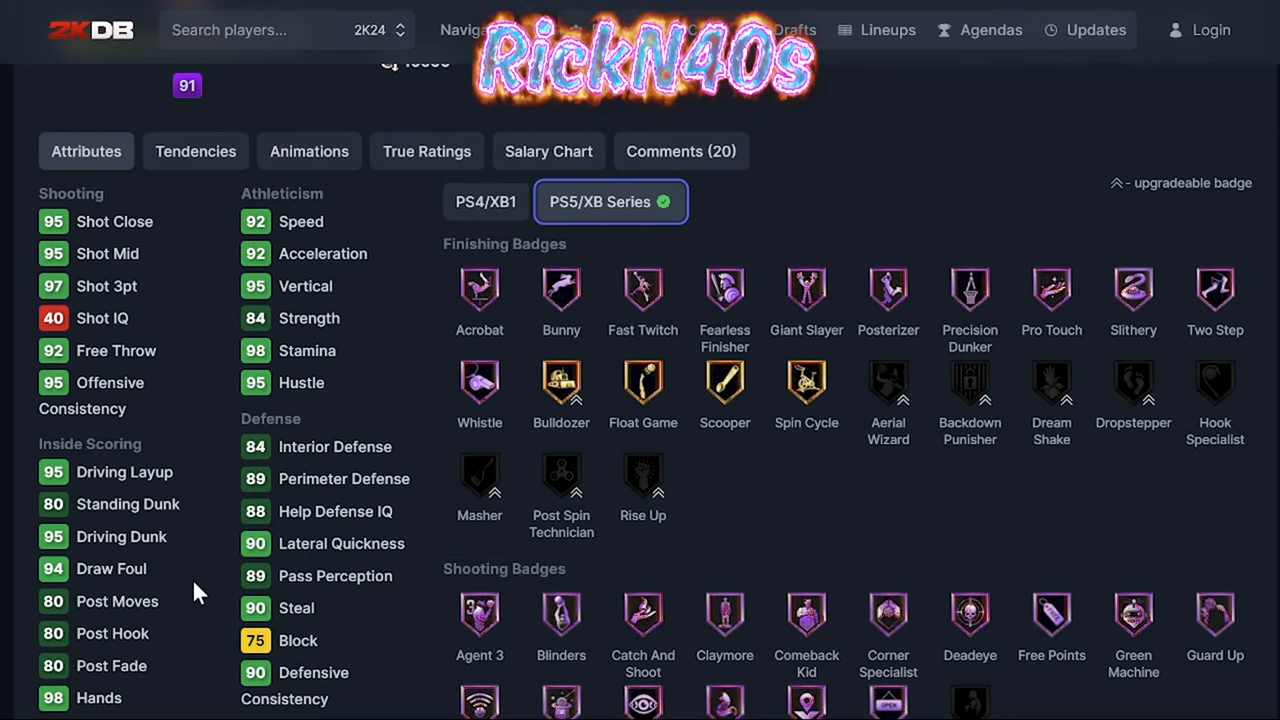 2KDB
Search players...
2K24
Naviga
RickN40s
Drafts
Lineups
Agendas
Updates
Login
91
Attributes
Tendencies
Animations
True Ratings
Salary Chart
Comments (20)
Shooting
95 Shot Close
95 Shot Mid
97 Shot 3pt
40 Shot IQ
92 Free Throw
95 Offensive
Consistency
Inside Scoring
95 Driving Layup
80 Standing Dunk
95 Driving Dunk
94 Draw Foul
80 Post Moves
80 Post Hook
80 Post Fade
98 Hands
Athleticism
92 Speed
92 Acceleration
95 Vertical
84 Strength
98 Stamina
95 Hustle
Defense
84 Interior Defense
89 Perimeter Defense
88 Help Defense IQ
90 Lateral Quickness
89 Pass Perception
90 Steal
75 Block
90 Defensive
Consistency
PS4/XB1
PS5/XB Series
- upgradeable badge
Finishing Badges
Acrobat
Bunny
Fast Twitch
Fearless
Finisher
Giant Slayer
Posterizer
Precision
Dunker
Pro Touch
Slithery
Two Step
Whistle
Bulldozer
Float Game
Scooper
Spin Cycle
Aerial
Wizard
Backdown
Punisher
Dream
Shake
Dropstepper
Hook
Specialist
Masher
Post Spin
Technician
Rise Up
Shooting Badges
Agent 3
Blinders
Catch And
Shoot
Claymore
Comeback
Kid
Corner
Specialist
Deadeye
Free Points
Green
Machine
Guard Up
OPEN